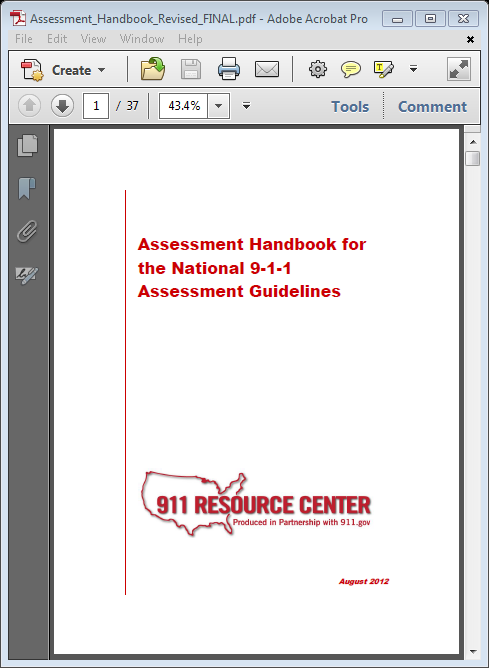 Assessment_Handbook_Revised_FINAL.pdf - Adobe Acrobat Pro
File Edit View Window Help
Create
1 / 37 43.4% Tools Comment
Assessment Handbook for
the National 9-1-1
Assessment Guidelines
911 RESOURCE CENTER
Produced in Partnership with 911.gov
August 2012